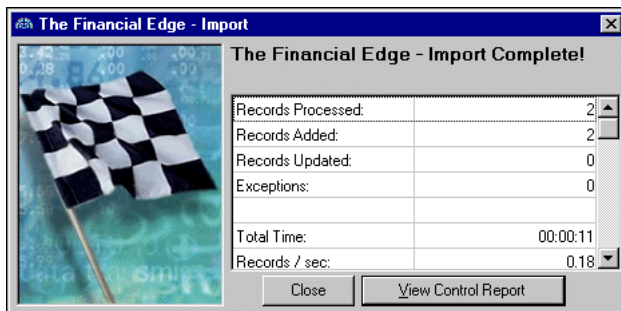 The Financial Edge - Import
The Financial Edge - Import Complete!
Records Processed: 2
Records Added: 2
Records Updated: 0
Exceptions: 0
Total Time: 00:00:11
Records / sec: 0.18
Close
View Control Report